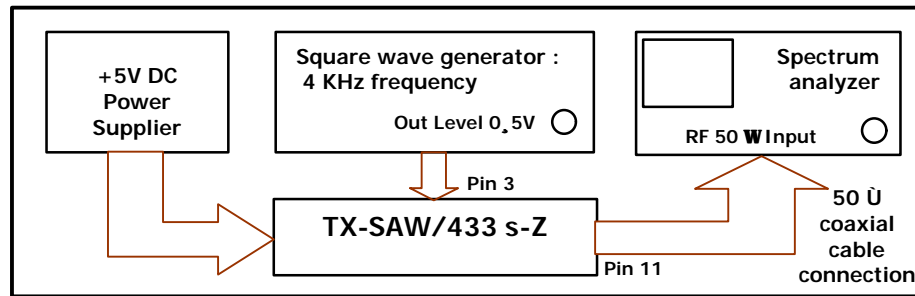 +5V DC
Power
Supplier
Square wave generator :
4 KHz frequency
Out Level 0¸5V
Spectrum
analyzer
RF 50 W Input
Pin 3
TX-SAW/433 s-Z
Pin 11
50 Ù
coaxial
cable
connection